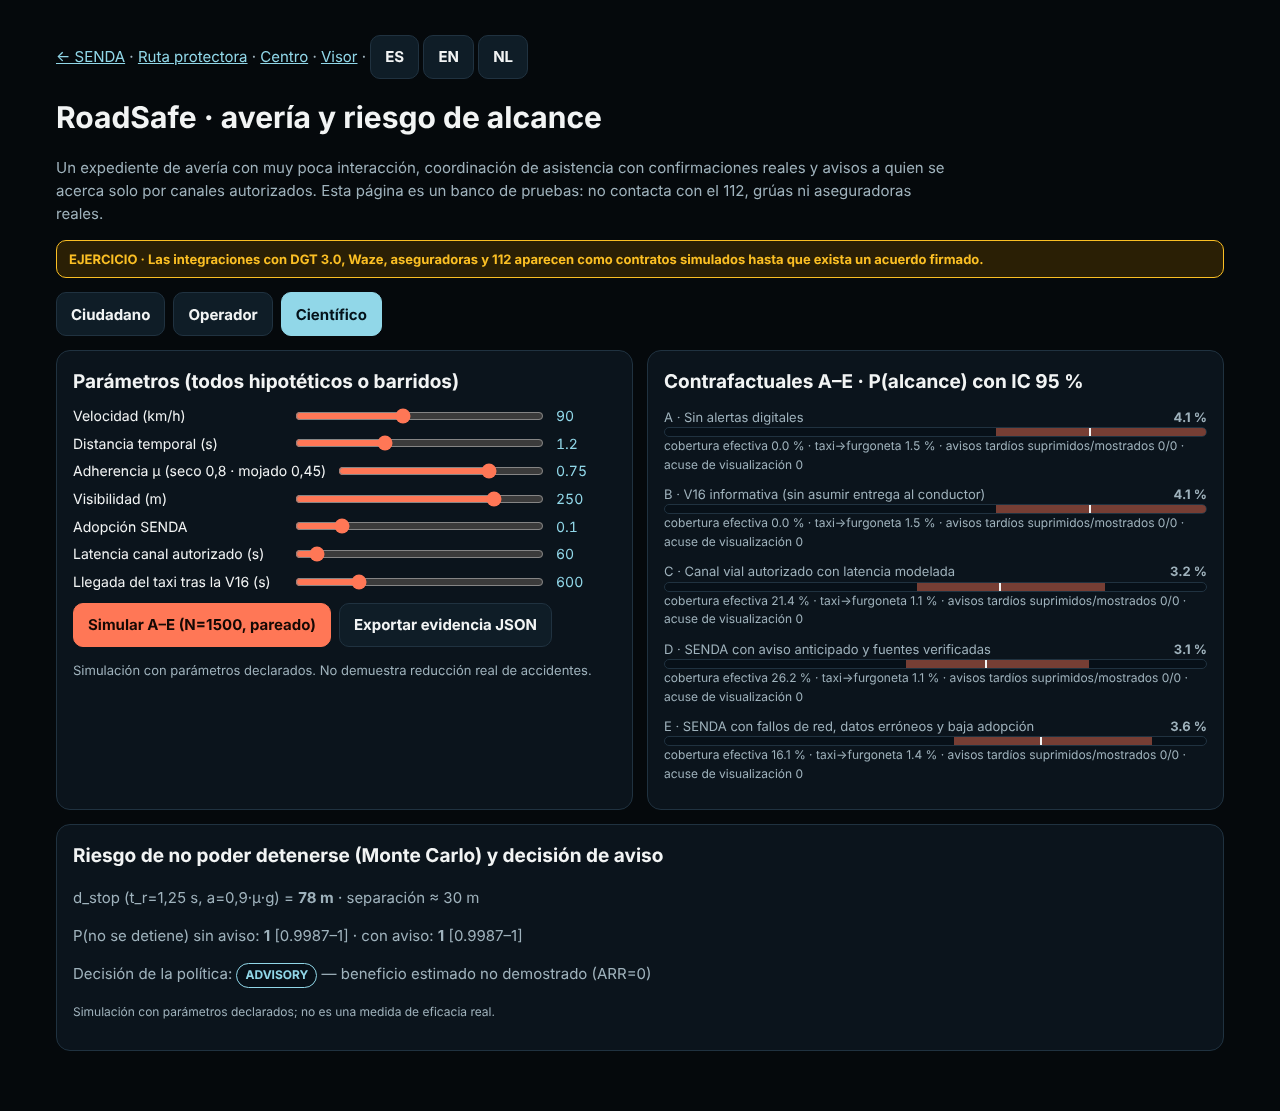 ← SENDA · Ruta protectora · Centro · Visor · ES EN NL
RoadSafe · avería y riesgo de alcance
Un expediente de avería con muy poca interacción, coordinación de asistencia con confirmaciones reales y avisos a quien se
acerca solo por canales autorizados. Esta página es un banco de pruebas: no contacta con el 112, grúas ni aseguradoras
reales.
EJERCICIO · Las integraciones con DGT 3.0, Waze, aseguradoras y 112 aparecen como contratos simulados hasta que exista un acuerdo firmado.
Ciudadano Operador Científico
Parámetros (todos hipotéticos o barridos)
Velocidad (km/h) 90
Distancia temporal (s) 1.2
Adherencia μ (seco 0,8 · mojado 0,45) 0.75
Visibilidad (m) 250
Adopción SENDA 0.1
Latencia canal autorizado (s) 60
Llegada del taxi tras la V16 (s) 600
Simular A–E (N=1500, pareado) Exportar evidencia JSON
Simulación con parámetros declarados. No demuestra reducción real de accidentes.
Contrafactuales A–E · P(alcance) con IC 95 %
A · Sin alertas digitales 4.1 %
cobertura efectiva 0.0 % · taxi→furgoneta 1.5 % · avisos tardíos suprimidos/mostrados 0/0 ·
acuse de visualización 0
B · V16 informativa (sin asumir entrega al conductor) 4.1 %
cobertura efectiva 0.0 % · taxi→furgoneta 1.5 % · avisos tardíos suprimidos/mostrados 0/0 ·
acuse de visualización 0
C · Canal vial autorizado con latencia modelada 3.2 %
cobertura efectiva 21.4 % · taxi→furgoneta 1.1 % · avisos tardíos suprimidos/mostrados 0/0 ·
acuse de visualización 0
D · SENDA con aviso anticipado y fuentes verificadas 3.1 %
cobertura efectiva 26.2 % · taxi→furgoneta 1.1 % · avisos tardíos suprimidos/mostrados 0/0 ·
acuse de visualización 0
E · SENDA con fallos de red, datos erróneos y baja adopción 3.6 %
cobertura efectiva 16.1 % · taxi→furgoneta 1.4 % · avisos tardíos suprimidos/mostrados 0/0 ·
acuse de visualización 0
Riesgo de no poder detenerse (Monte Carlo) y decisión de aviso
d_stop (t_r=1,25 s, a=0,9·μ·g) = 78 m · separación ≈ 30 m
P(no se detiene) sin aviso: 1 [0.9987–1] · con aviso: 1 [0.9987–1]
Decisión de la política: ADVISORY — beneficio estimado no demostrado (ARR=0)
Simulación con parámetros declarados; no es una medida de eficacia real.